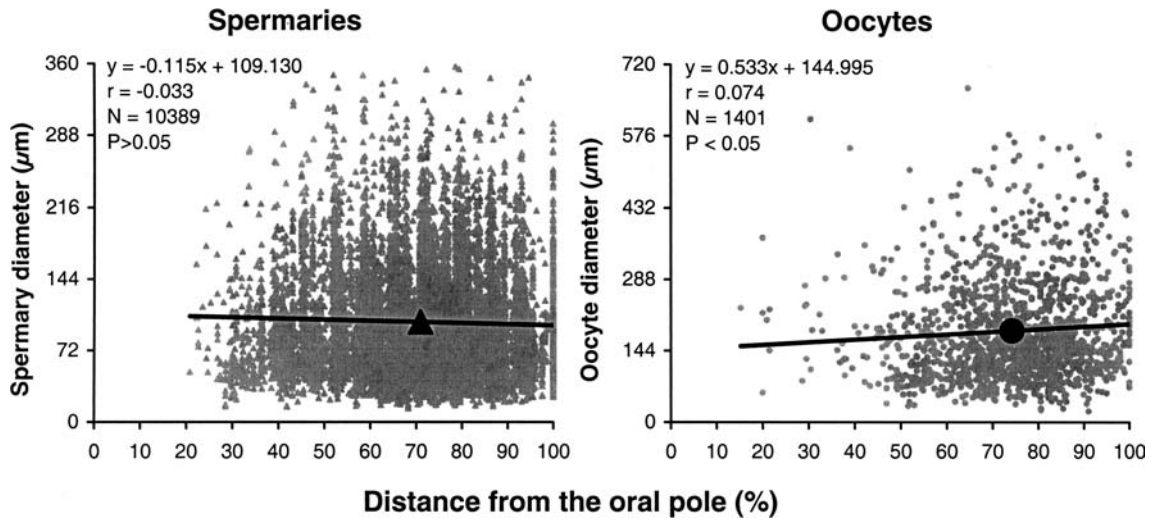 Spermaries
y = -0.115x + 109.130
r = -0.033
N = 10389
P>0.05
Spermary diameter (µm)
360
288
216
144
72
0
0 10 20 30 40 50 60 70 80 90 100
Oocytes
y = 0.533x + 144.995
r = 0.074
N = 1401
P < 0.05
Oocyte diameter (µm)
720
576
432
288
144
0
0 10 20 30 40 50 60 70 80 90 100
Distance from the oral pole (%)